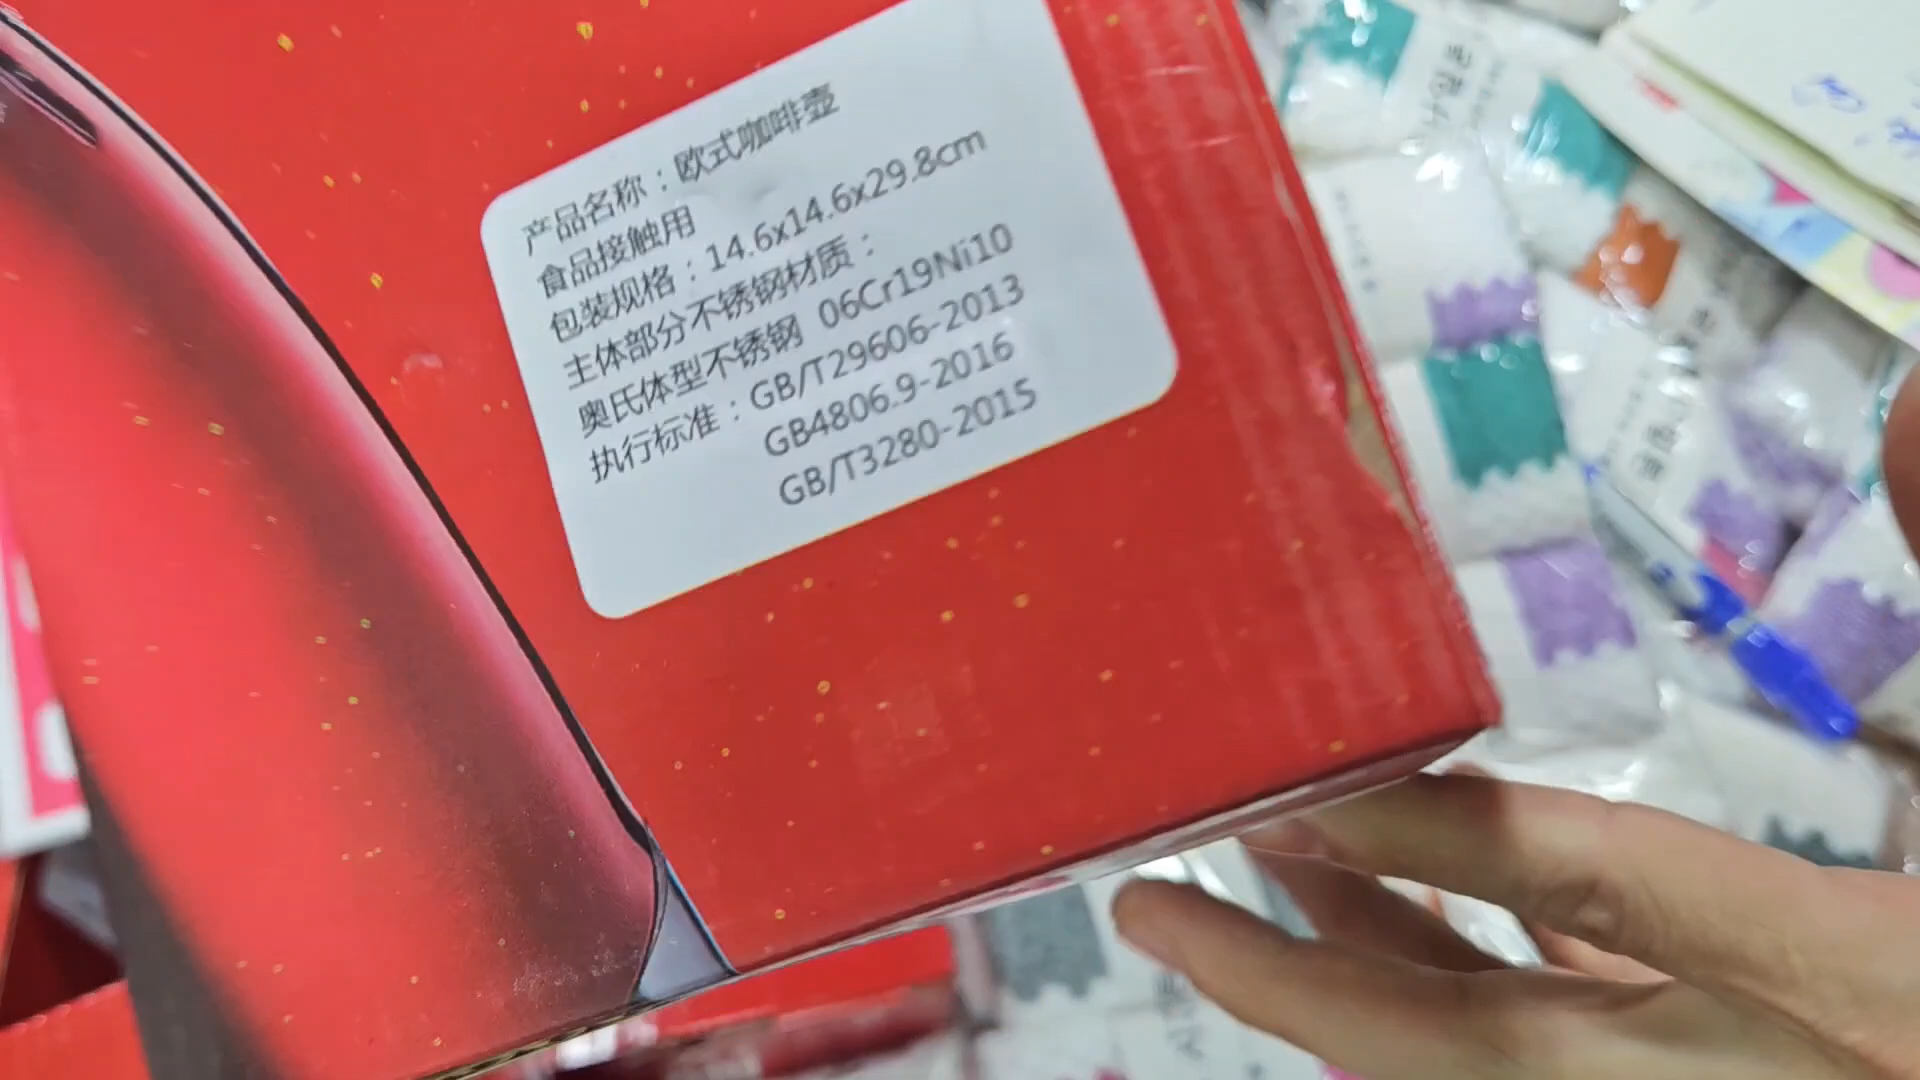 产品名称：欧式咖啡壶
食品接触用
包装规格：14.6x14.6x29.8cm
主体部分不锈钢材质：
奥氏体型不锈钢 06Cr19Ni10
执行标准：GB/T29606-2013
GB4806.9-2016
GB/T3280-2015